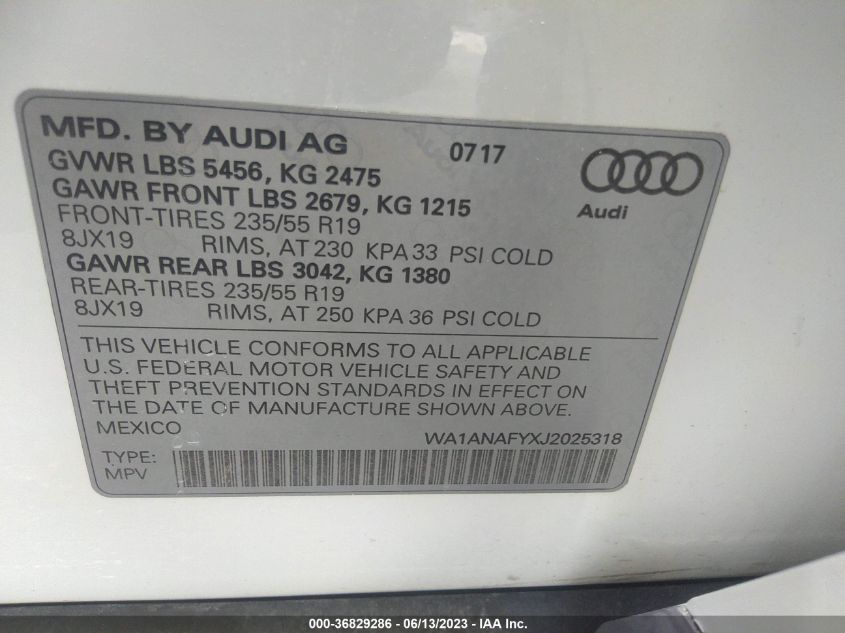 MFD. BY AUDI AG 0717
GVWR LBS 5456, KG 2475
GAWR FRONT LBS 2679, KG 1215
FRONT-TIRES 235/55 R19
8JX19 RIMS, AT 230 KPA 33 PSI COLD
GAWR REAR LBS 3042, KG 1380
REAR-TIRES 235/55 R19
8JX19 RIMS, AT 250 KPA 36 PSI COLD
Audi
THIS VEHICLE CONFORMS TO ALL APPLICABLE
U.S. FEDERAL MOTOR VEHICLE SAFETY AND
THEFT PREVENTION STANDARDS IN EFFECT ON
THE DATE OF MANUFACTURE SHOWN ABOVE.
MEXICO WA1ANAFYXJ2025318
TYPE:
MPV
000-36829286 - 06/13/2023 - IAA Inc.